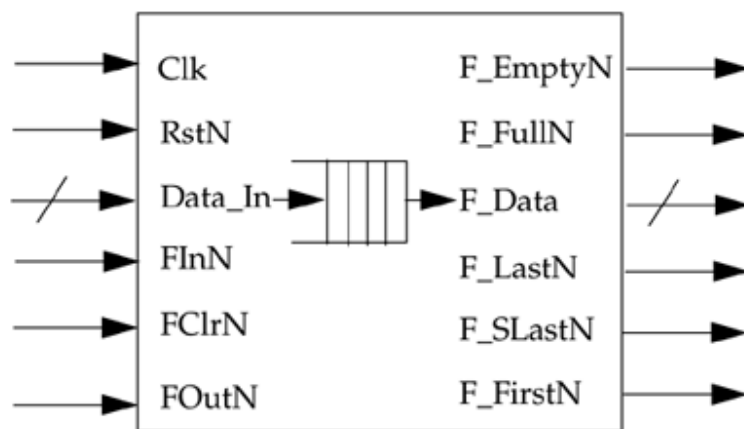 Clk
RstN
Data_In
FInN
FClrN
FOutN
F_EmptyN
F_FullN
F_Data
F_LastN
F_SLastN
F_FirstN